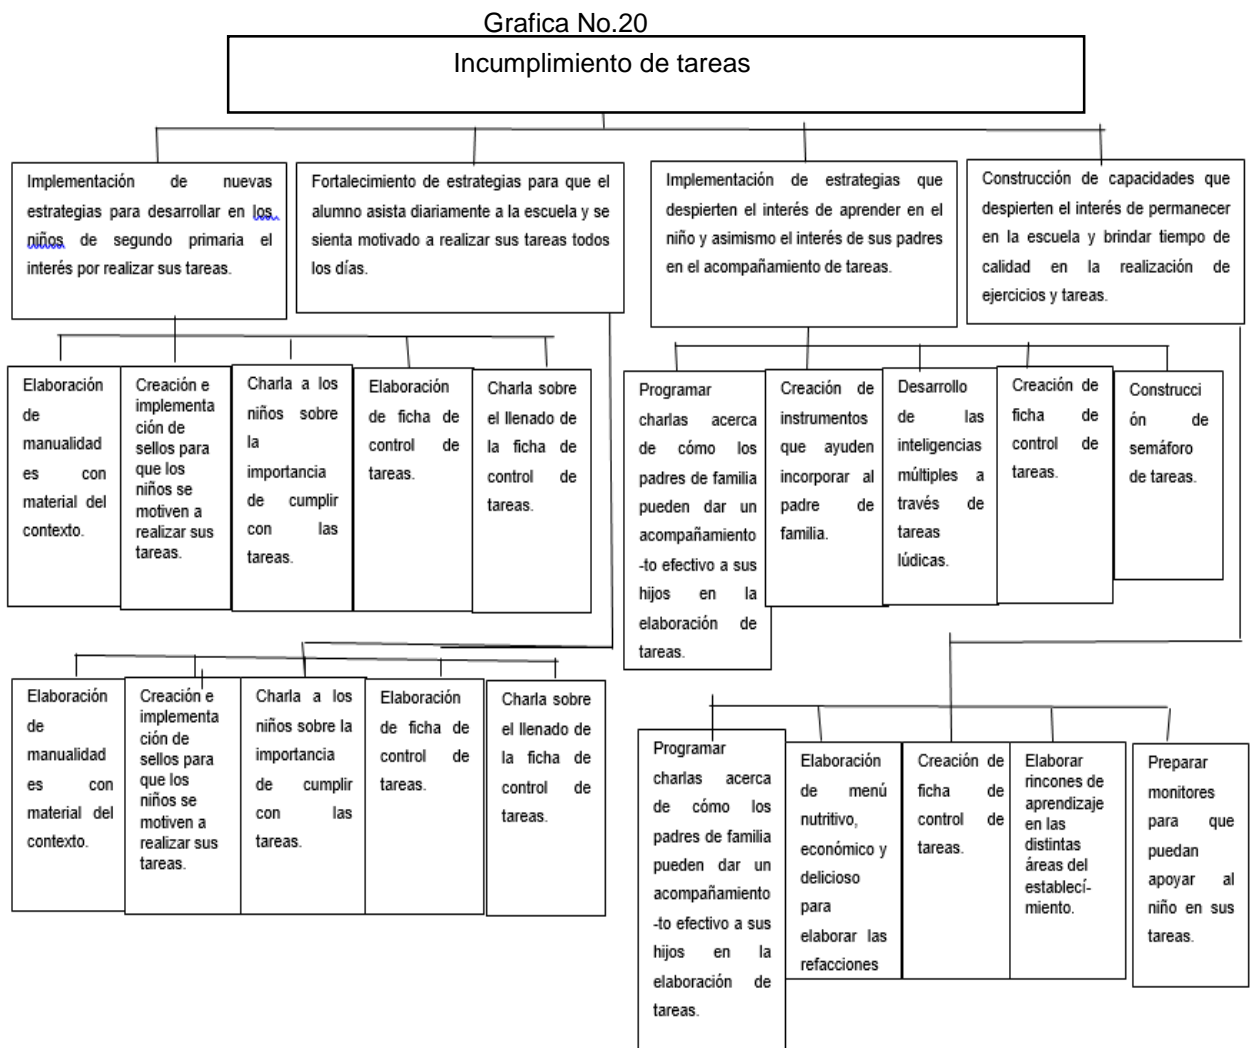 Grafica No.20
Incumplimiento de tareas
Implementación de nuevas
estrategias para desarrollar en los
niños de segundo primaria el
interés por realizar sus tareas.
Fortalecimiento de estrategias para que el
alumno asista diariamente a la escuela y se
sienta motivado a realizar sus tareas todos
los días.
Implementación de estrategias que
despierten el interés de aprender en el
niño y asimismo el interés de sus padres
en el acompañamiento de tareas.
Construcción de capacidades que
despierten el interés de permanecer
en la escuela y brindar tiempo de
calidad en la realización de
ejercicios y tareas.
Elaboración
de
manualidad
es con
material del
contexto.
Creación e
implementa
ción de
sellos para
que los
niños se
motiven a
realizar sus
tareas.
Charla a los
niños sobre
la
importancia
de cumplir
con las
tareas.
Elaboración
de ficha de
control de
tareas.
Charla sobre
el llenado de
la ficha de
control de
tareas.
Programar
charlas acerca
de cómo los
padres de familia
pueden dar un
acompañamiento
-to efectivo a sus
hijos en la
elaboración de
tareas.
Creación de
instrumentos
que ayuden
incorporar al
padre de
familia.
Desarrollo
de las
inteligencias
múltiples a
través de
tareas
lúdicas.
Creación de
ficha de
control de
tareas.
Construcci
ón de
semáforo
de tareas.
Elaboración
de
manualidad
es con
material del
contexto.
Creación e
implementa
ción de
sellos para
que los
niños se
motiven a
realizar sus
tareas.
Charla a los
niños sobre la
importancia
de cumplir
con las
tareas.
Elaboración
de ficha de
control de
tareas.
Charla sobre
el llenado de
la ficha de
control de
tareas.
Programar
charlas acerca
de cómo los
padres de familia
pueden dar un
acompañamiento
-to efectivo a sus
hijos en la
elaboración de
tareas.
Elaboración
de menú
nutritivo,
económico y
delicioso
para
elaborar las
refacciones
Creación de
ficha de
control de
tareas.
Elaborar
rincones de
aprendizaje
en las
distintas
áreas del
establecí-
miento.
Preparar
monitores
para que
puedan
apoyar al
niño en sus
tareas.